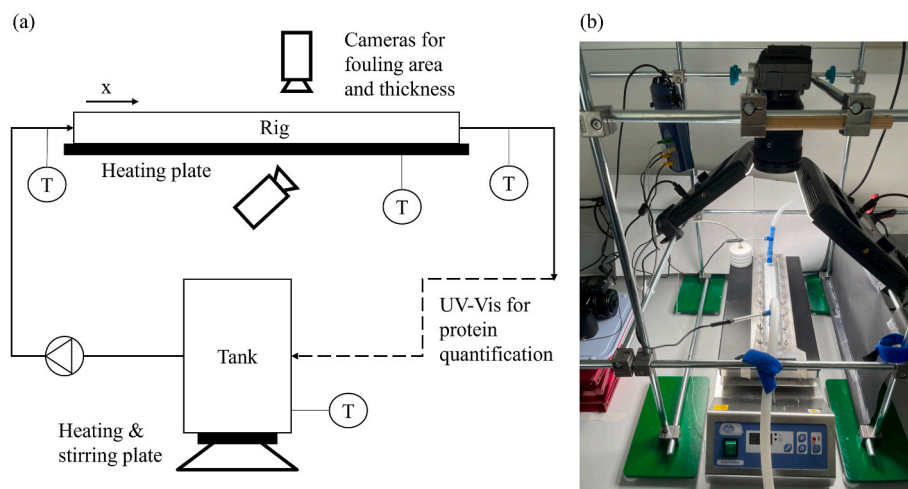 (a)
Cameras for
fouling area
and thickness
x
Rig
T
Heating plate
T
T
UV-Vis for
protein
quantification
Tank
T
Heating &
stirring plate
(b)